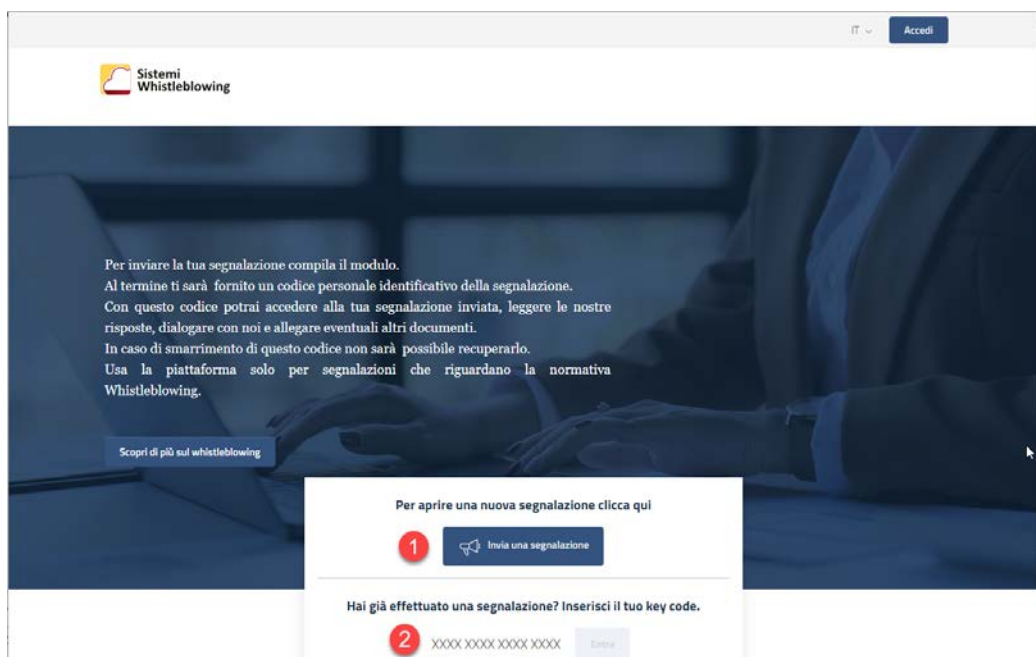 IT
Accedi
Sistemi
Whistleblowing
Per inviare la tua segnalazione compila il modulo.
Al termine ti sarà fornito un codice personale identificativo della segnalazione.
Con questo codice potrai accedere alla tua segnalazione inviata, leggere le nostre
risposte, dialogare con noi e allegare eventuali altri documenti.
In caso di smarrimento di questo codice non sarà possibile recuperarlo.
Usa la piattaforma solo per segnalazioni che riguardano la normativa
Whistleblowing.
Scopri di più sul whistleblowing
Per aprire una nuova segnalazione clicca qui
1 Invia una segnalazione
Hai già effettuato una segnalazione? Inserisci il tuo key code.
2 XXXX XXXX XXXX XXXX Entra